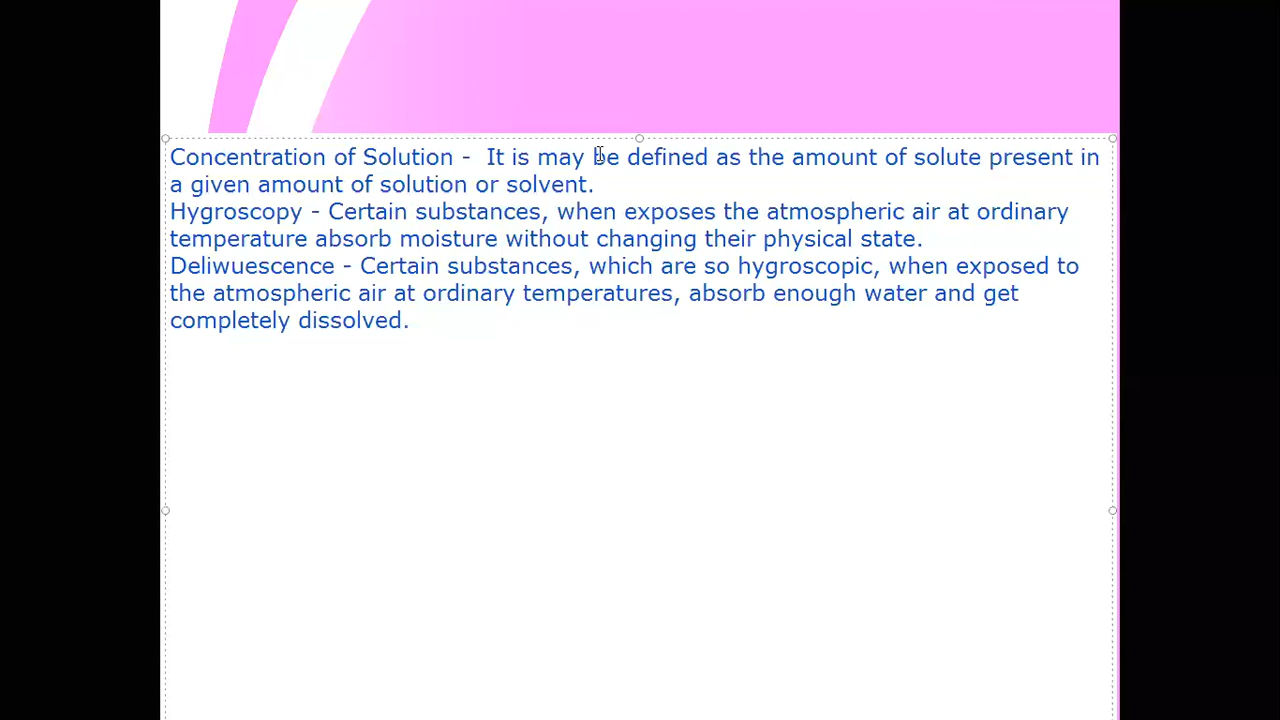 Concentration of Solution -  It is may be defined as the amount of solute present in
a given amount of solution or solvent.
Hygroscopy - Certain substances, when exposes the atmospheric air at ordinary
temperature absorb moisture without changing their physical state.
Deliwuescence - Certain substances, which are so hygroscopic, when exposed to
the atmospheric air at ordinary temperatures, absorb enough water and get
completely dissolved.